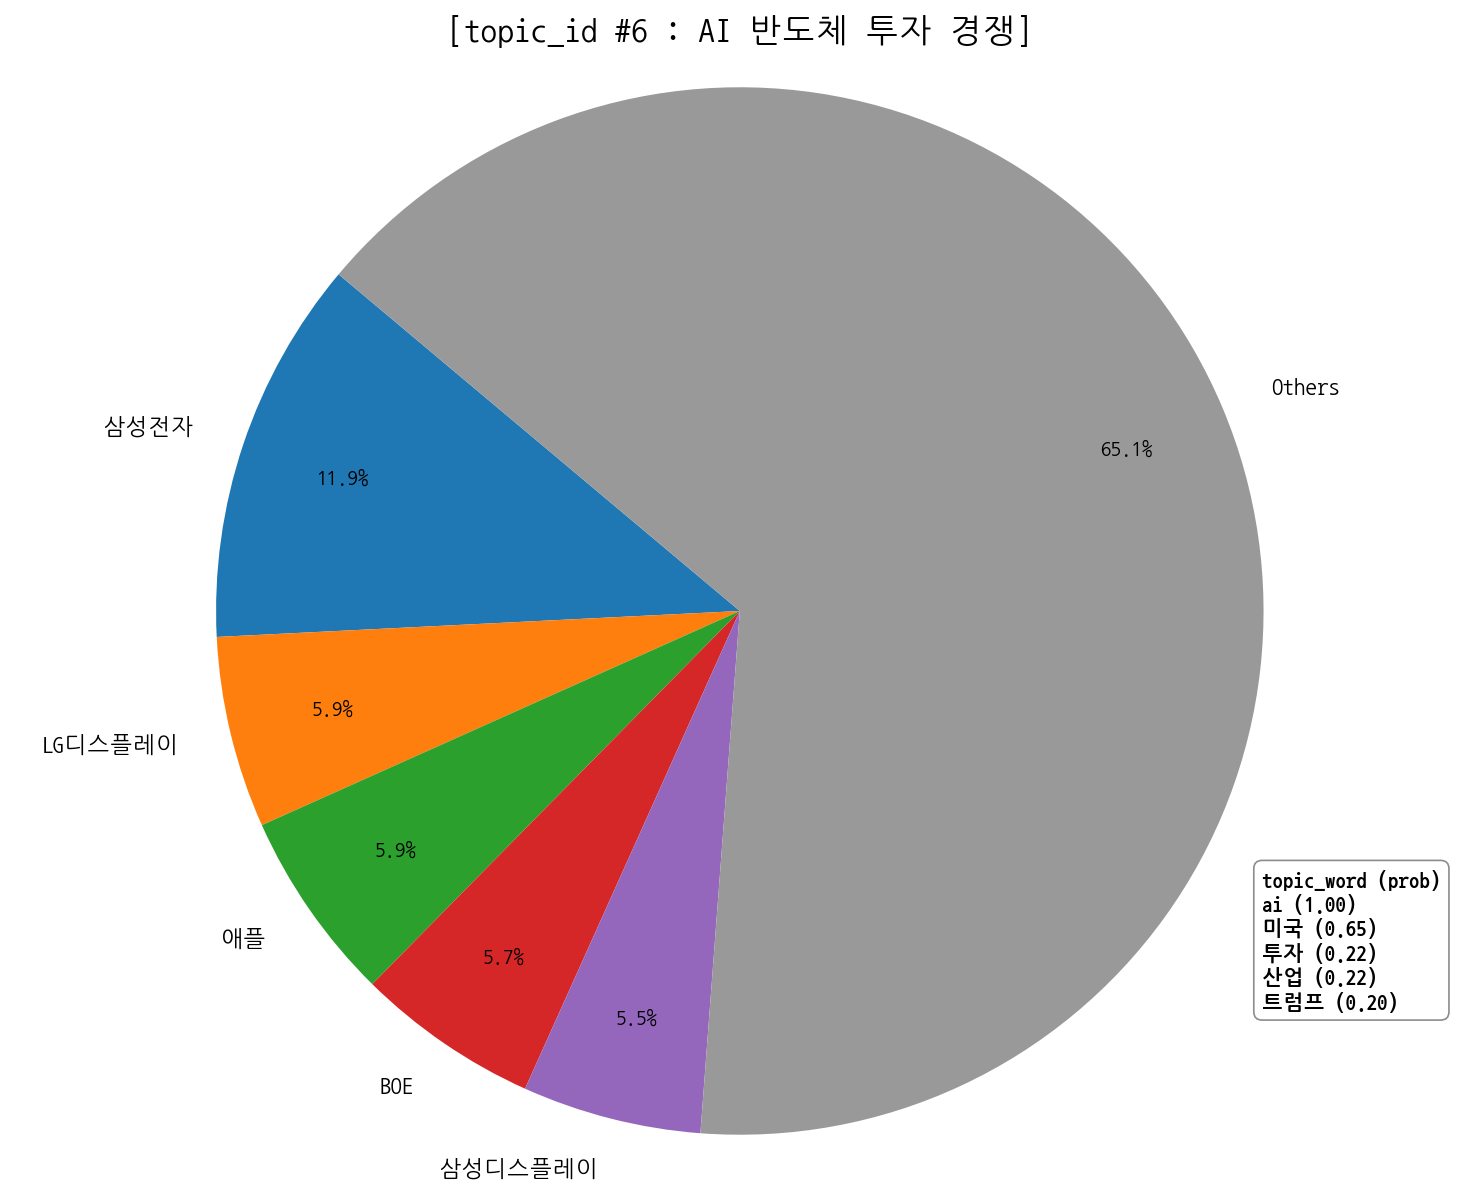 [topic_id #6 : AI 반도체 투자 경쟁]
Others
65.1%
삼성전자
11.9%
5.9%
LG디스플레이
5.9%
애플
5.7%
BOE
5.5%
삼성디스플레이
topic_word (prob)
ai (1.00)
미국 (0.65)
투자 (0.22)
산업 (0.22)
트럼프 (0.20)